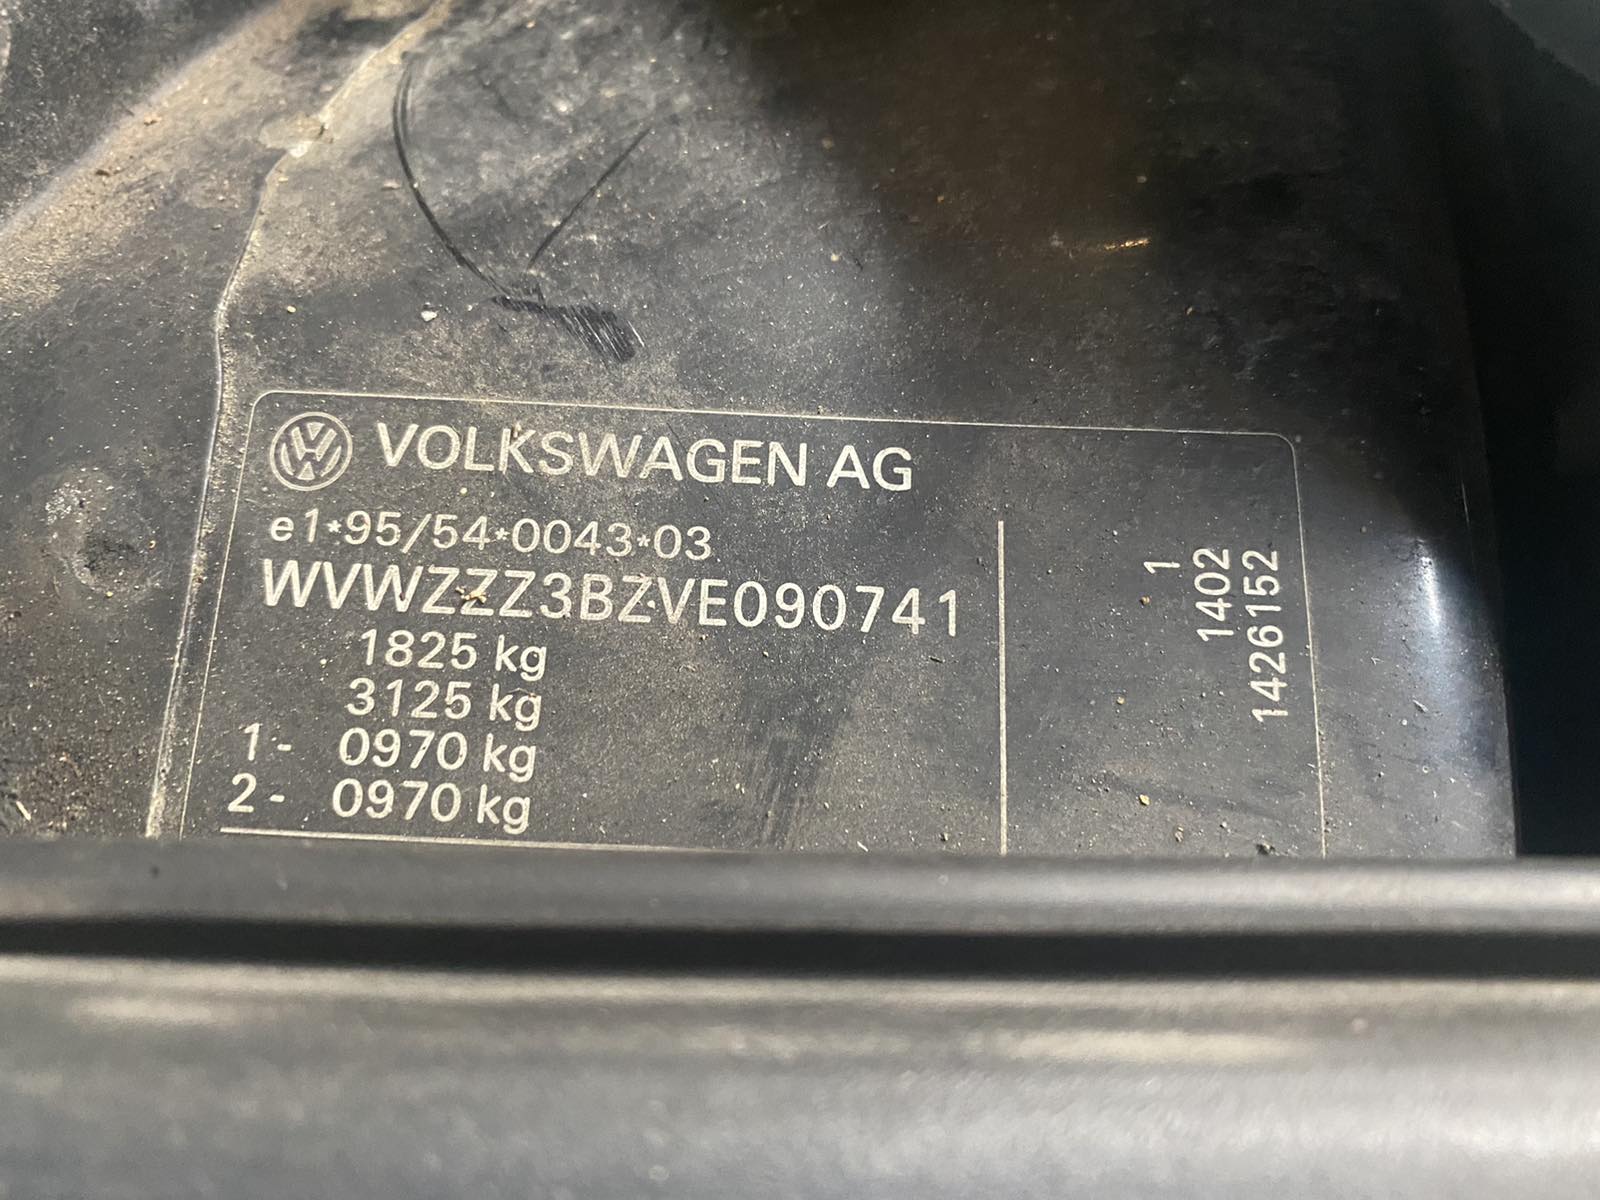 VOLKSWAGEN AG
e1*95/54*0043*03
WVWZZZ3BZVE090741
1825 kg
3125 kg
1- 0970 kg
2- 0970 kg
1
1402
1426152